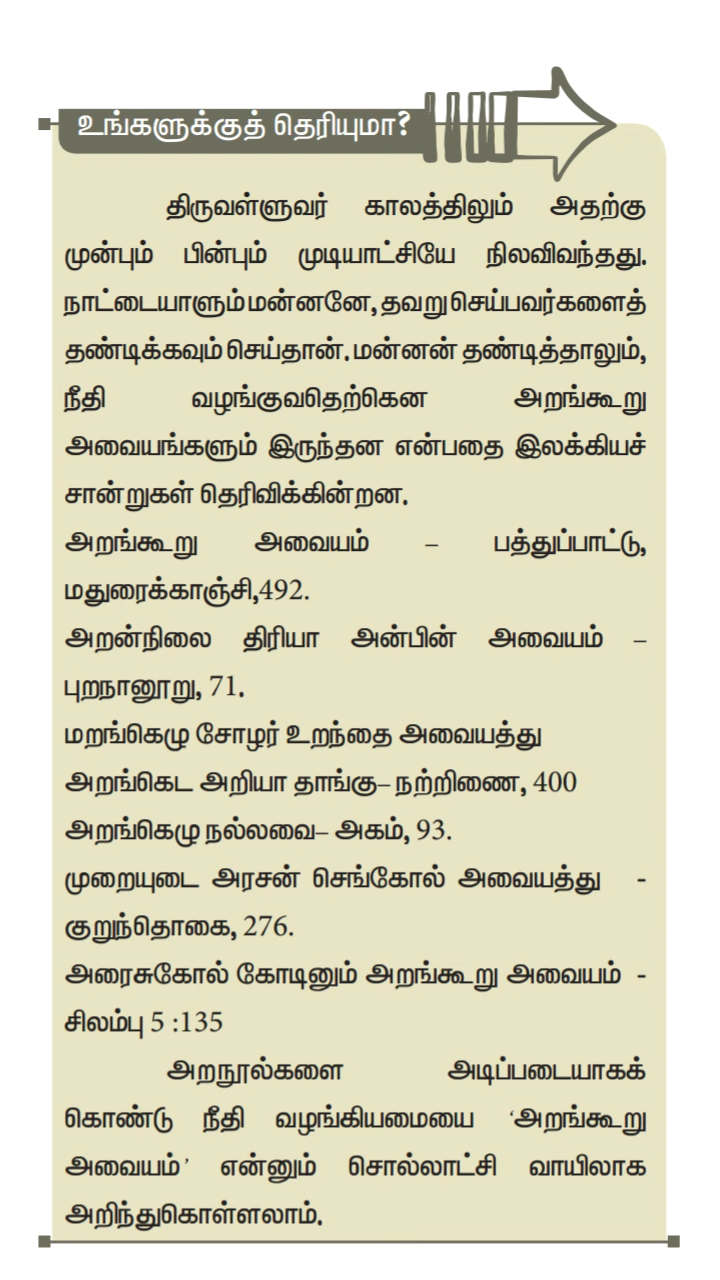 உங்களுக்குத் தெரியுமா?
திருவள்ளுவர் காலத்திலும் அதற்கு
முன்பும் பின்பும் முடியாட்சியே நிலவிவந்தது.
நாட்டையாளும் மன்னனே, தவறு செய்பவர்களைத்
தண்டிக்கவும் செய்தான். மன்னன் தண்டித்தாலும்,
நீதி வழங்குவதெற்கென அறங்கூறு
அவையங்களும் இருந்தன என்பதை இலக்கியச்
சான்றுகள் தெரிவிக்கின்றன.
அறங்கூறு அவையம் – பத்துப்பாட்டு,
மதுரைக்காஞ்சி,492.
அறன்நிலை திரியா அன்பின் அவையம் –
புறநானூறு, 71.
மறங்கெழு சோழர் உறந்தை அவையத்து
அறங்கெட அறியா தாங்கு– நற்றிணை, 400
அறங்கெழு நல்லவை– அகம், 93.
முறையுடை அரசன் செங்கோல் அவையத்து -
குறுந்தொகை, 276.
அரைசுகோல் கோடினும் அறங்கூறு அவையம் -
சிலம்பு 5 :135
அறநூல்களை அடிப்படையாகக்
கொண்டு நீதி வழங்கியமையை ‘அறங்கூறு
அவையம்’ என்னும் சொல்லாட்சி வாயிலாக
அறிந்துகொள்ளலாம்.